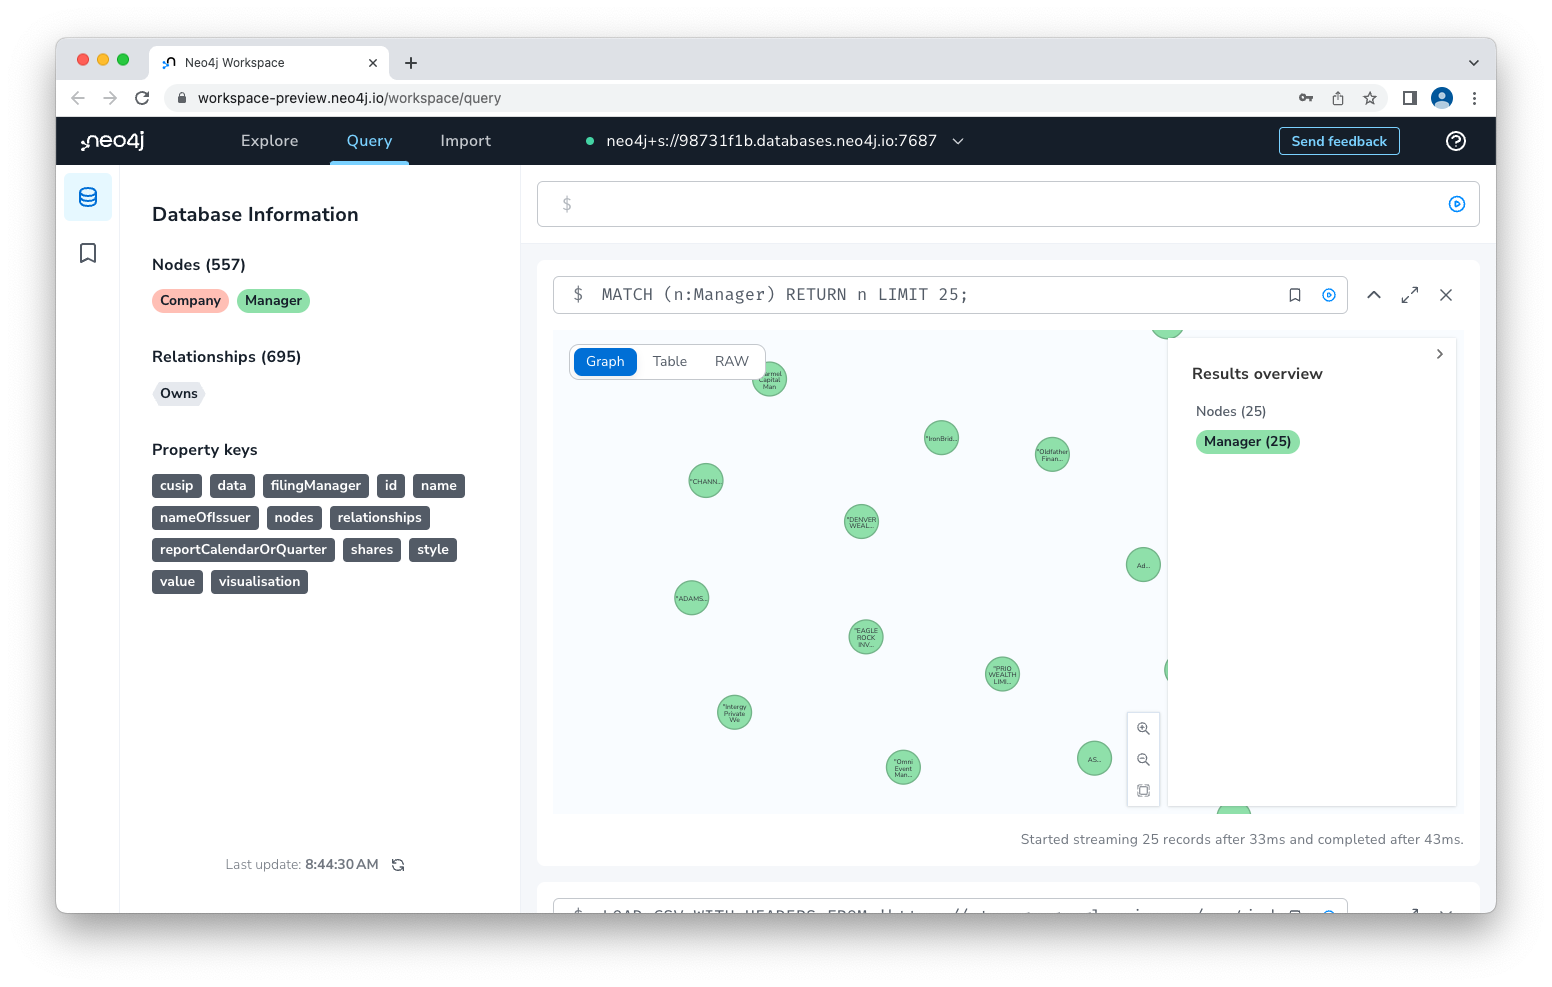 Neo4j Workspace
workspace-preview.neo4j.io/workspace/query
neo4j
Explore
Query
Import
neo4j+s://98731f1b.databases.neo4j.io:7687
Send feedback
Database Information
Nodes (557)
Company Manager
Relationships (695)
Owns
Property keys
cusip data filingManager id name
nameOfIssuer nodes relationships
reportCalendarOrQuarter shares style
value visualisation
Last update: 8:44:30 AM
$
$ MATCH (n:Manager) RETURN n LIMIT 25;
Graph Table RAW
Capital
Man
"IronBrid...
"Oldfather
Finan...
"CHANN...
"DENVER
WEAL...
Ad...
"ADAMS...
"EAGLE
ROCK
INV...
"PRIO
WEALTH
LIMI...
"Intergy
Private
We
"Omni
Event
Man...
AS...
Results overview
Nodes (25)
Manager (25)
Started streaming 25 records after 33ms and completed after 43ms.
$ LOAD CSV WITH HEADERS FROM